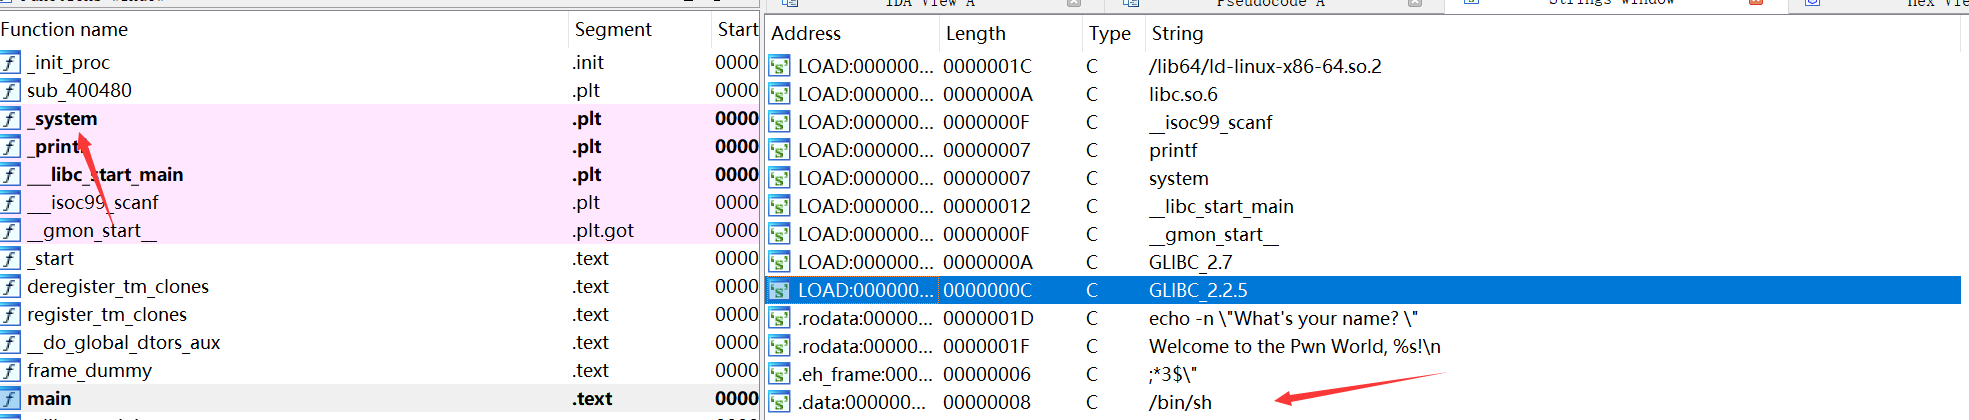 IDA View A Pseudocode A Strings window Hex Vie
Function name Segment Start
_init_proc .init 0000
sub_400480 .plt 0000
_system .plt 0000
_print .plt 0000
___libc_start_main .plt 0000
___isoc99_scanf .plt 0000
__gmon_start__ .plt.got 0000
_start .text 0000
deregister_tm_clones .text 0000
register_tm_clones .text 0000
__do_global_dtors_aux .text 0000
frame_dummy .text 0000
main .text 0000
Address Length Type String
LOAD:000000... 0000001C C /lib64/ld-linux-x86-64.so.2
LOAD:000000... 0000000A C libc.so.6
LOAD:000000... 0000000F C __isoc99_scanf
LOAD:000000... 00000007 C printf
LOAD:000000... 00000007 C system
LOAD:000000... 00000012 C __libc_start_main
LOAD:000000... 0000000F C __gmon_start__
LOAD:000000... 0000000A C GLIBC_2.7
LOAD:000000... 0000000C C GLIBC_2.2.5
.rodata:00000... 0000001D C echo -n \"What's your name? \"
.rodata:00000... 0000001F C Welcome to the Pwn World, %s!\n
.eh_frame:000... 00000006 C ;*3$\"
.data:000000... 00000008 C /bin/sh